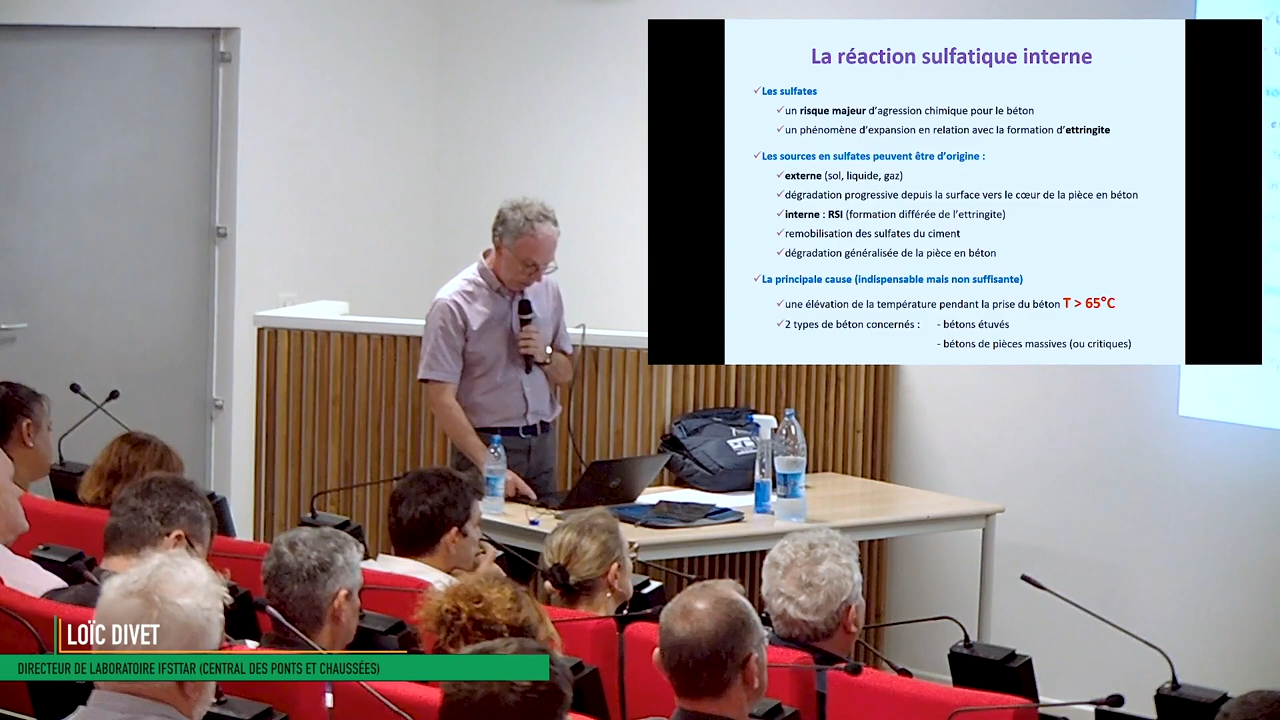 La réaction sulfatique interne
✓Les sulfates
✓un risque majeur d'agression chimique pour le béton
✓un phénomène d'expansion en relation avec la formation d'ettringite
✓Les sources en sulfates peuvent être d'origine :
✓externe (sol, liquide, gaz)
✓dégradation progressive depuis la surface vers le cœur de la pièce en béton
✓interne : RSI (formation différée de l'ettringite)
✓remobilisation des sulfates du ciment
✓dégradation généralisée de la pièce en béton
✓La principale cause (indispensable mais non suffisante)
✓une élévation de la température pendant la prise du béton T > 65°C
✓2 types de béton concernés : - bétons étuvés
- bétons de pièces massives (ou critiques)
LOÏC DIVET
DIRECTEUR DE LABORATOIRE IFSTTAR (CENTRAL DES PONTS ET CHAUSSÉES)